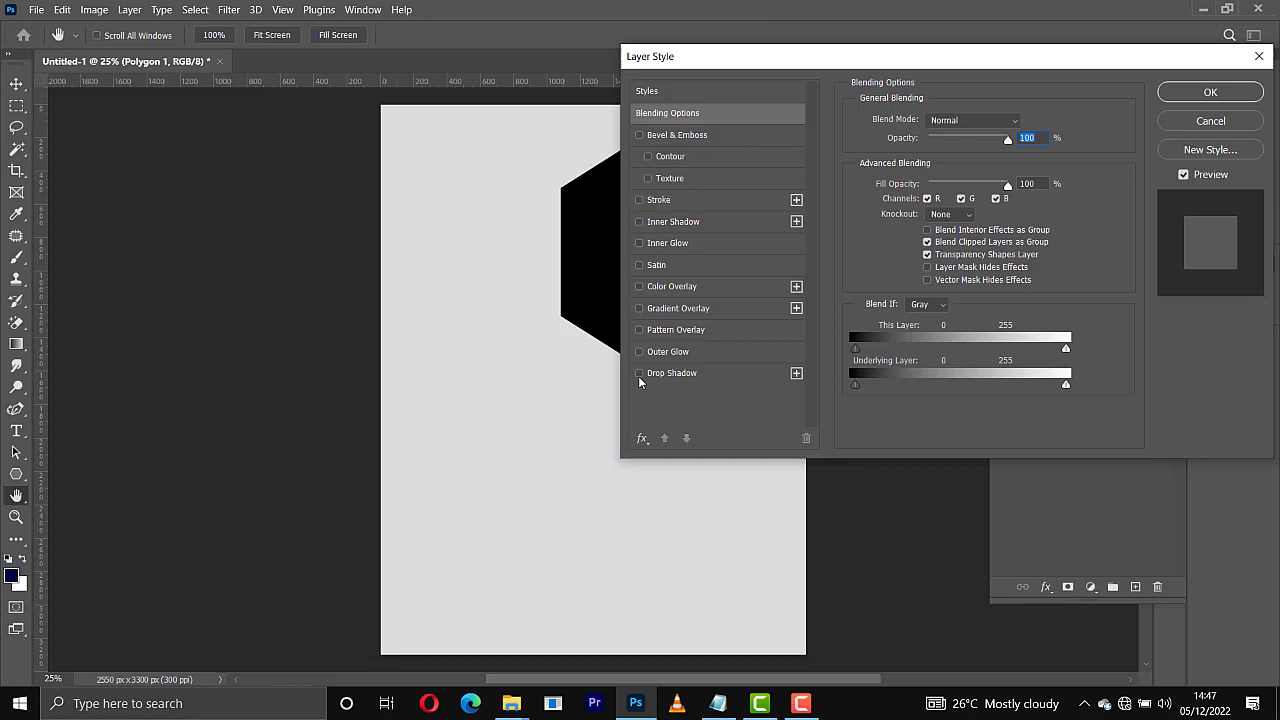 Ps File Edit Image Layer Type Select Filter 3D View Plugins Window Help
Scroll All Windows 100% Fit Screen Fill Screen
Untitled-1 @ 25% (Polygon 1, RGB/8) * ×
Layer Style
Styles
Blending Options
Bevel & Emboss
Contour
Texture
Stroke
Inner Shadow
Inner Glow
Satin
Color Overlay
Gradient Overlay
Pattern Overlay
Outer Glow
Drop Shadow
fx
Blending Options
General Blending
Blend Mode: Normal
Opacity: 100 %
Advanced Blending
Fill Opacity: 100 %
Channels: R G B
Knockout: None
Blend Interior Effects as Group
Blend Clipped Layers as Group
Transparency Shapes Layer
Layer Mask Hides Effects
Vector Mask Hides Effects
Blend If: Gray
This Layer: 0 255
Underlying Layer: 0 255
OK
Cancel
New Style...
Preview
fx
25% 2550 px x 3300 px (300 ppi)
Type here to search
Pr Ps
26°C Mostly cloudy
14:47
05/12/2022